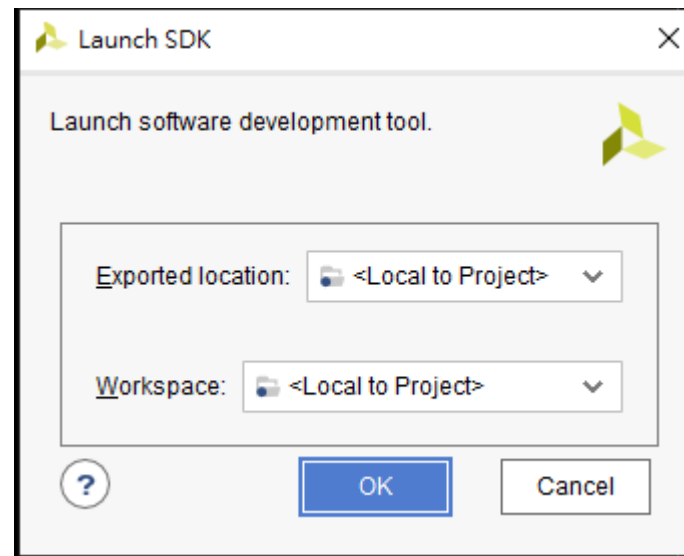 Launch SDK
Launch software development tool.
Exported location: <Local to Project>
Workspace: <Local to Project>
?
OK
Cancel